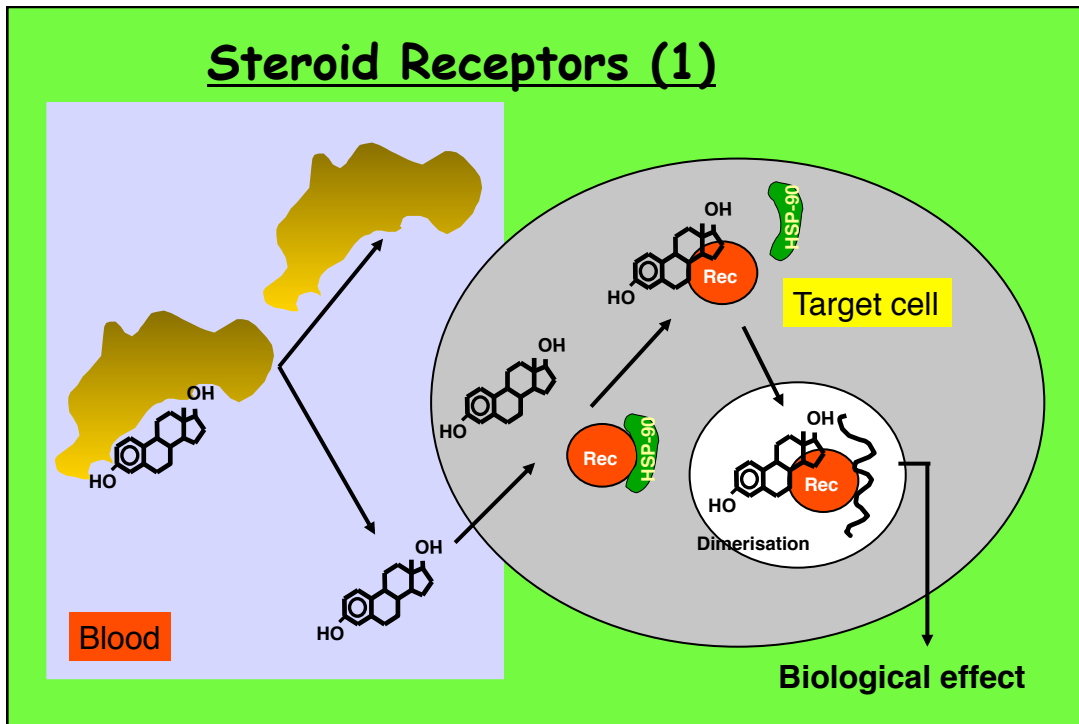 Steroid Receptors (1)
OH
HSP-90
Rec
HO
Target cell
OH
HO
OH
HO
Rec
HSP-90
OH
Rec
HO
Dimerisation
OH
HO
Blood
Biological effect